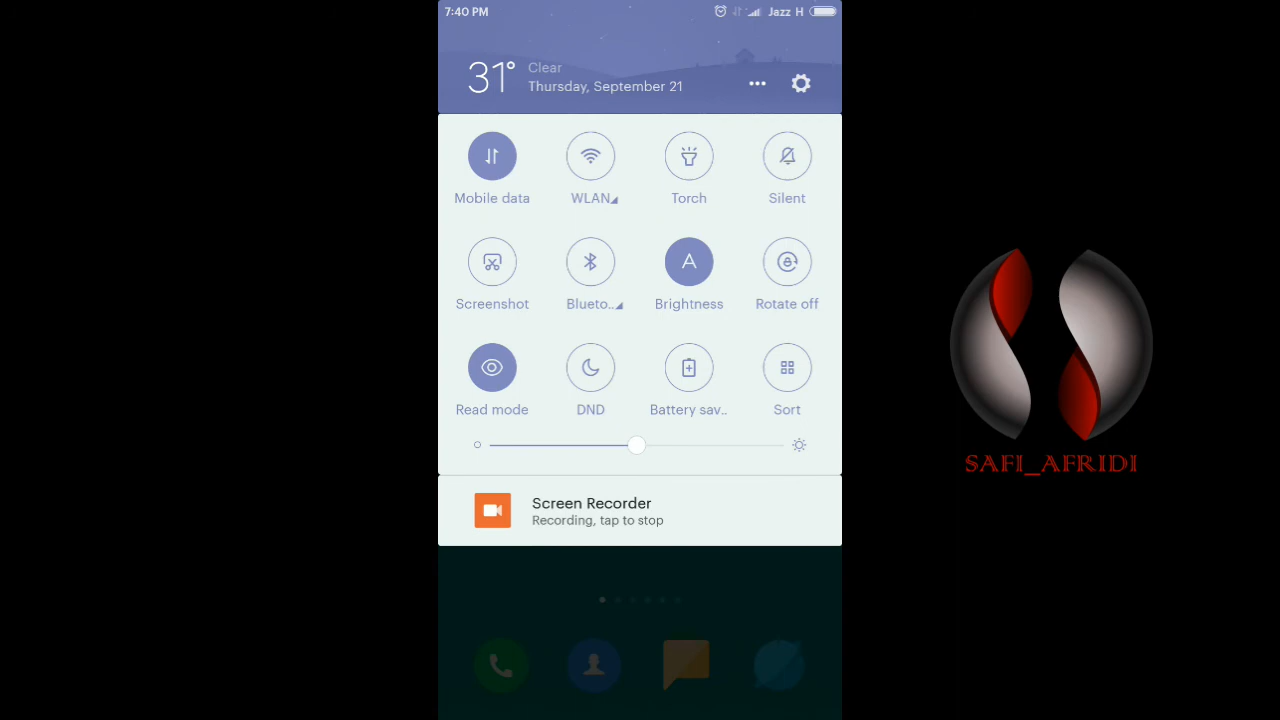 7:40 PM
Jazz H
31°
Clear
Thursday, September 21
Mobile data
WLAN
Torch
Silent
Screenshot
Blueto..
A
Brightness
Rotate off
Read mode
DND
Battery sav..
Sort
Screen Recorder
Recording, tap to stop
SAFI_AFRIDI